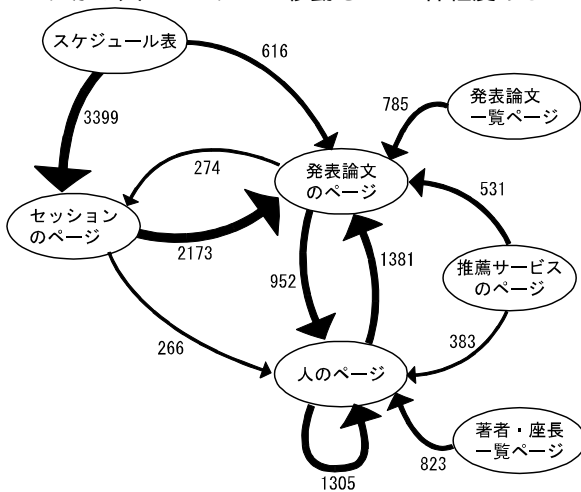 スケジュール表
616
3399
785
発表論文
一覧ページ
274
発表論文
のページ
531
セッション
のページ
2173
952
1381
推薦サービス
のページ
266
383
人のページ
823
著者・座長
一覧ページ
1305